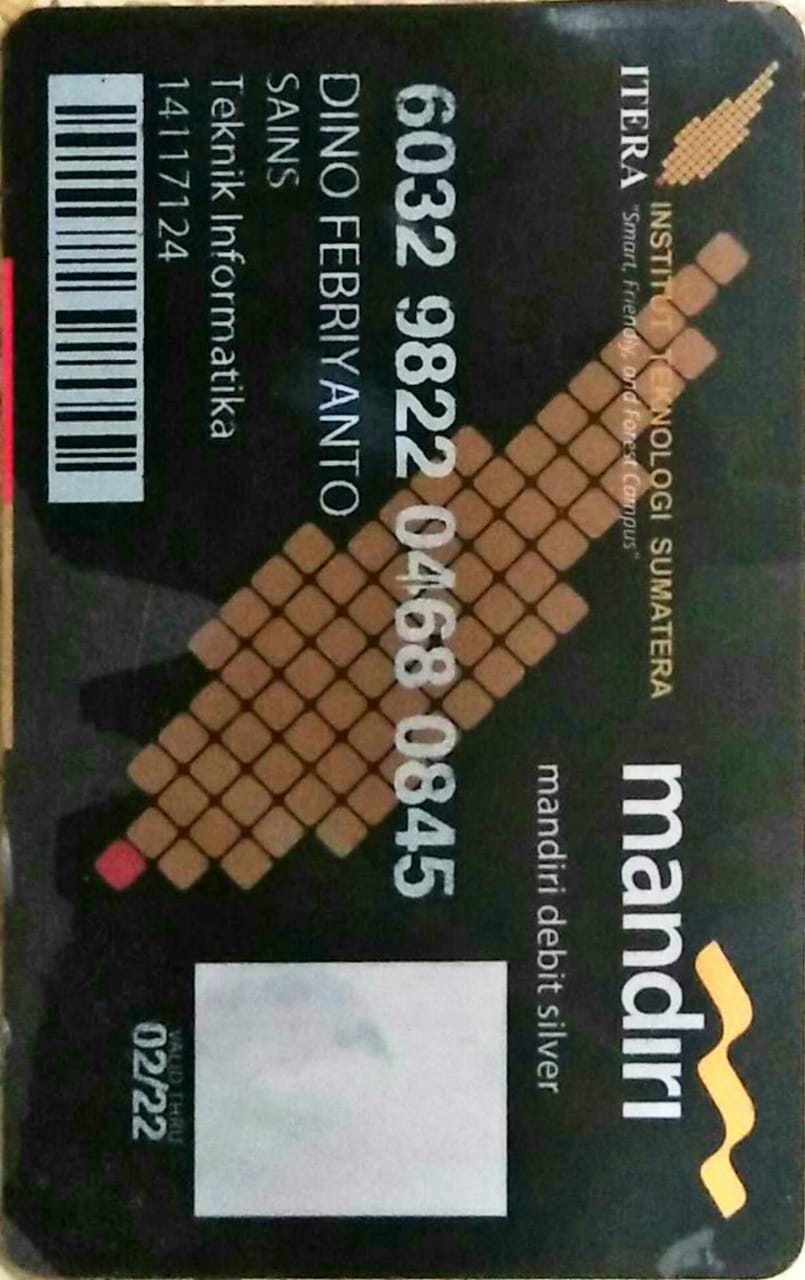 ITERA
INSTITUT TEKNOLOGI SUMATERA
"Smart, Friendly, and Forest Campus"
mandiri
mandiri debit silver
6032 9822 0468 0845
DINO FEBRIYANTO
SAINS
Teknik Informatika
14117124
VALID THRU
02/22